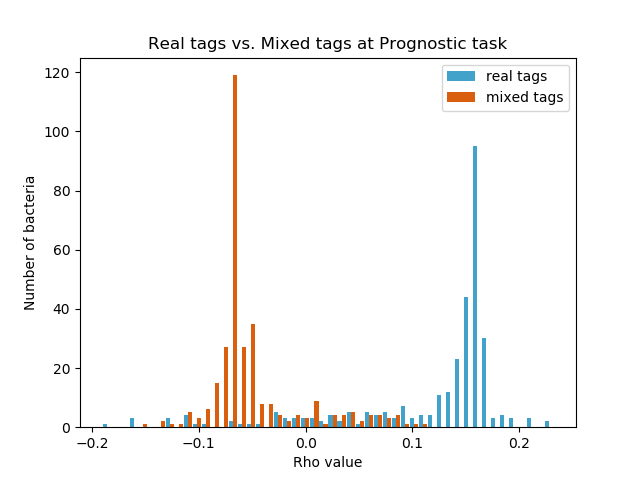 Real tags vs. Mixed tags at Prognostic task
real tags
mixed tags
120
100
80
60
40
20
0
Number of bacteria
−0.2
−0.1
0.0
0.1
0.2
Rho value